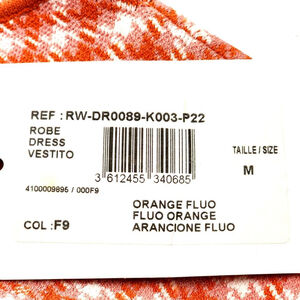 REF : RW-DR0089-K003-P22
ROBE
DRESS
VESTITO
TAILLE / SIZE
M
3 612455 340685
4100009895 / 000F9
COL : F9
ORANGE FLUO
FLUO ORANGE
ARANCIONE FLUO